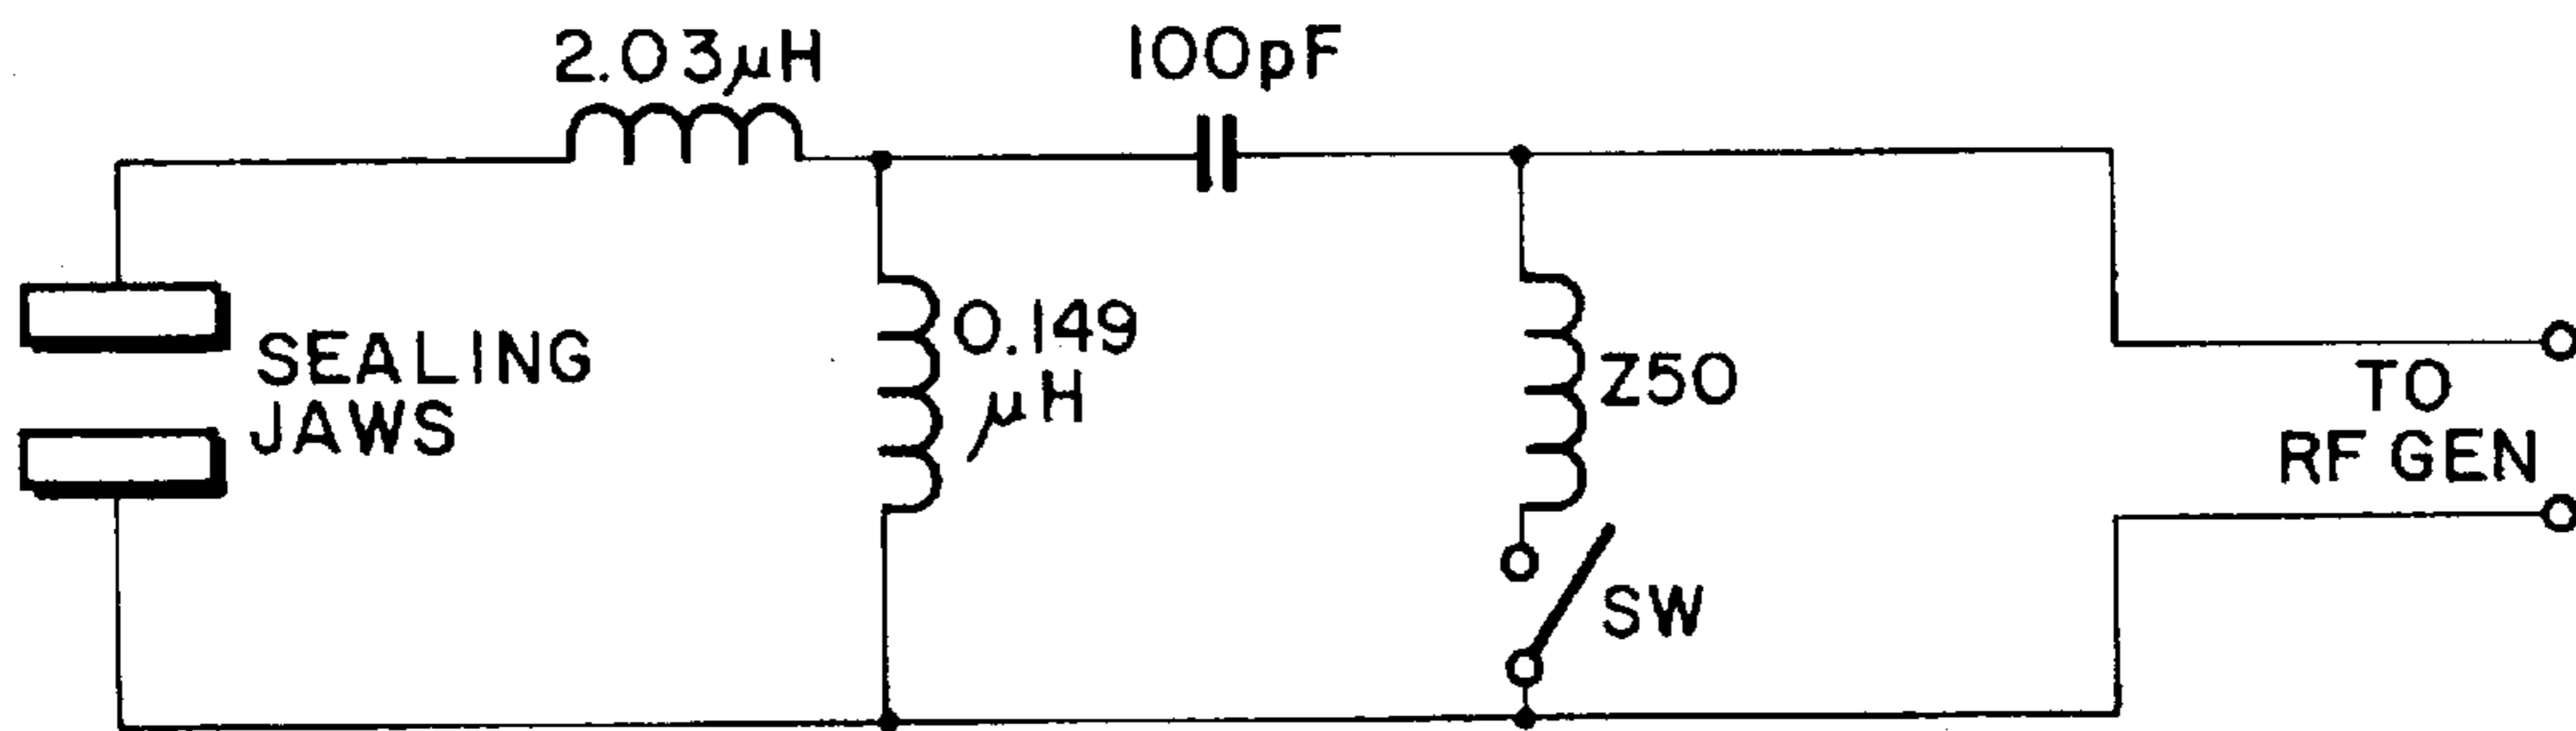 2.03μH
100pF
SEALING
JAWS
0.149
μH
Z50
SW
TO
RF GEN